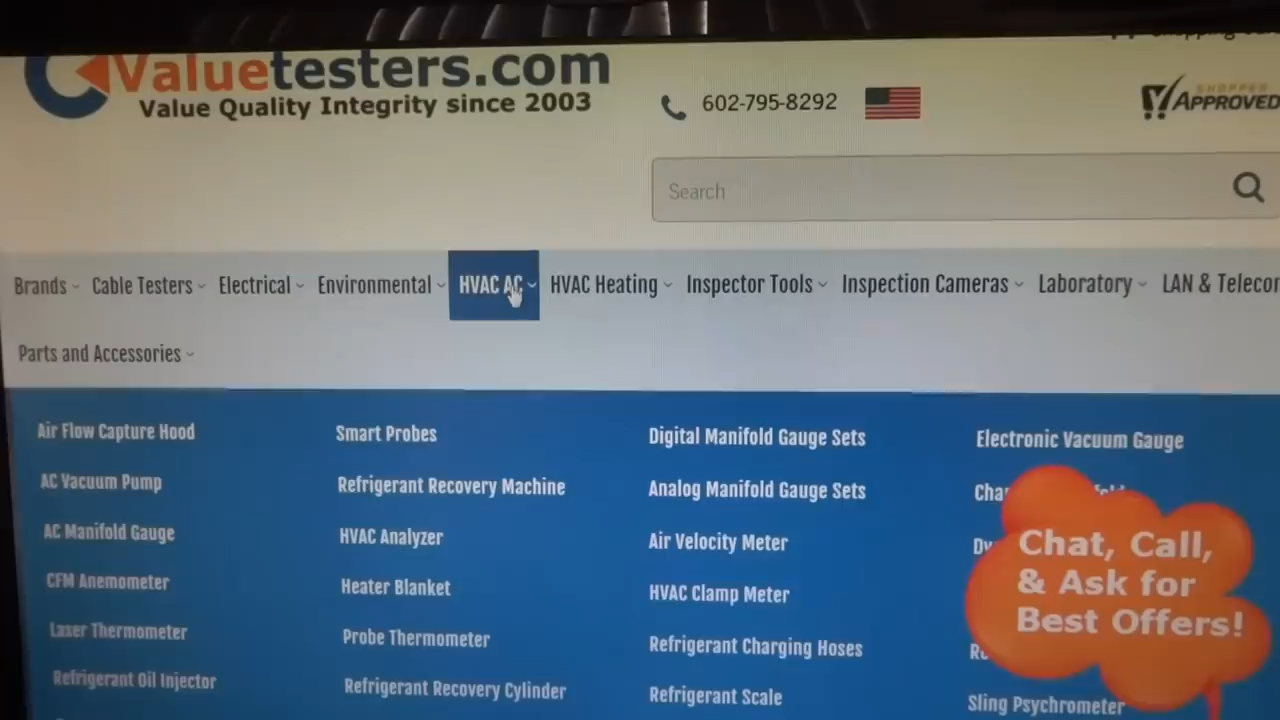 Valuetesters.com
Value Quality Integrity since 2003
602-795-8292
SHOPPER
APPROVED
Search
Brands Cable Testers Electrical Environmental HVAC AC HVAC Heating Inspector Tools Inspection Cameras Laboratory LAN & Telecom
Parts and Accessories
Air Flow Capture Hood Smart Probes Digital Manifold Gauge Sets Electronic Vacuum Gauge
AC Vacuum Pump Refrigerant Recovery Machine Analog Manifold Gauge Sets
AC Manifold Gauge HVAC Analyzer Air Velocity Meter
CFM Anemometer Heater Blanket HVAC Clamp Meter
Laser Thermometer Probe Thermometer Refrigerant Charging Hoses
Refrigerant Oil Injector Refrigerant Recovery Cylinder Refrigerant Scale Sling Psychrometer
Chat, Call,
& Ask for
Best Offers!